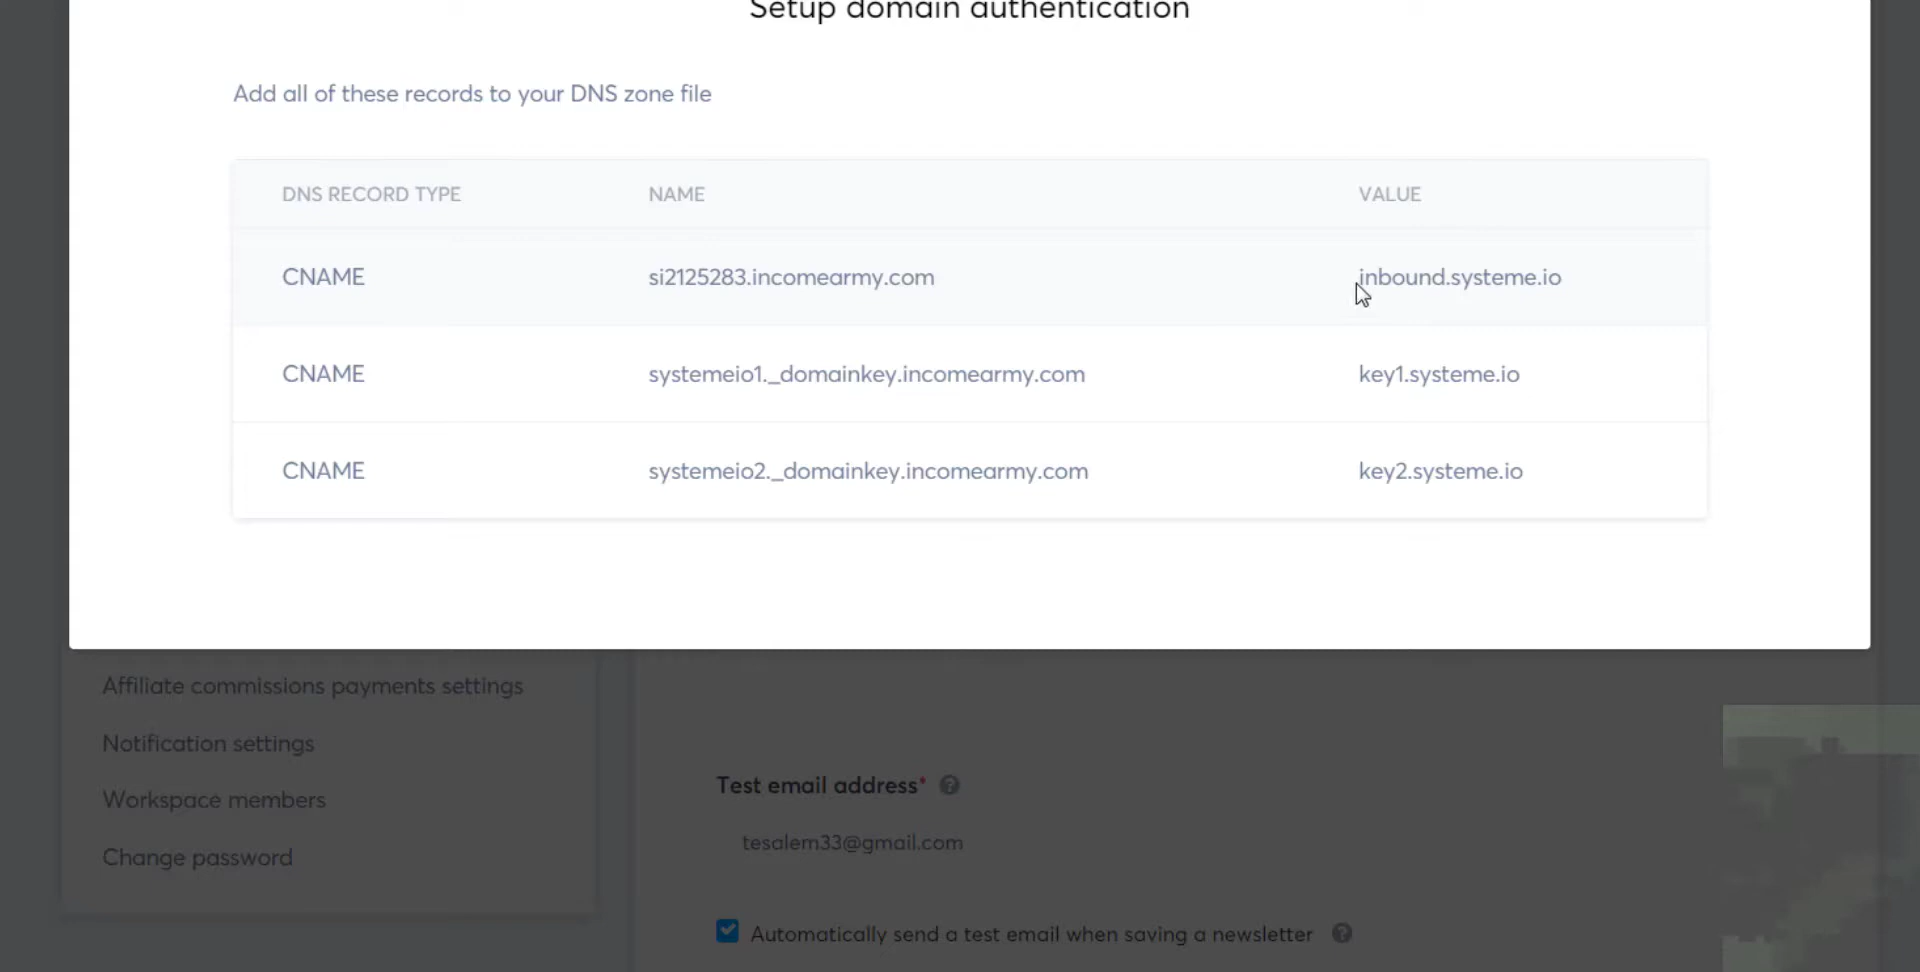 Setup domain authentication
Add all of these records to your DNS zone file
DNS RECORD TYPE NAME VALUE
CNAME si2125283.incomearmy.com inbound.systeme.io
CNAME systemeio1._domainkey.incomearmy.com key1.systeme.io
CNAME systemeio2._domainkey.incomearmy.com key2.systeme.io
Affiliate commissions payments settings
Notification settings
Workspace members
Change password
Test email address* ?
tesalem33@gmail.com
Automatically send a test email when saving a newsletter ?